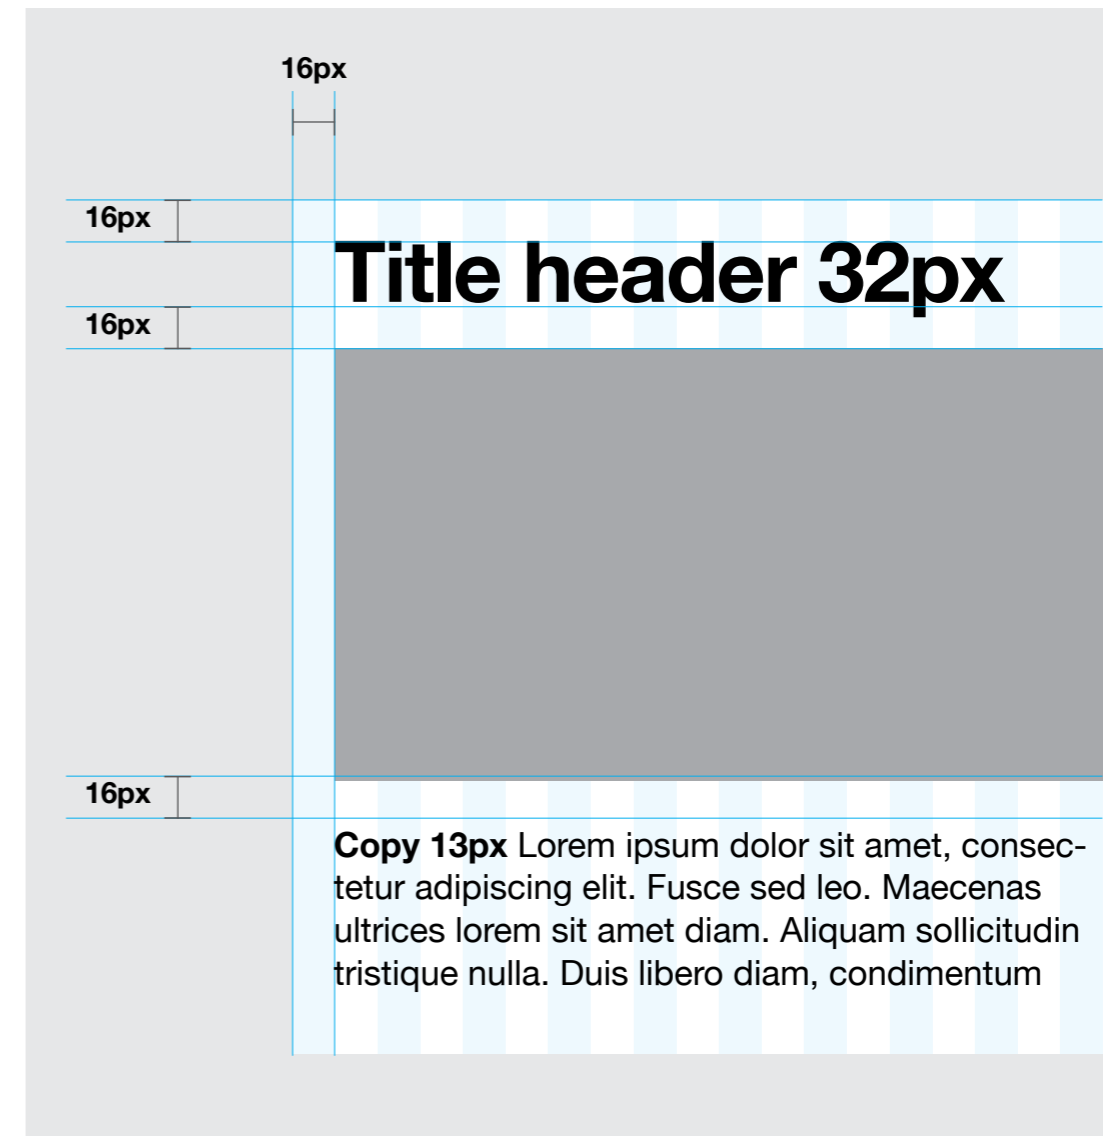 16px
16px
Title header 32px
16px
16px
Copy 13px Lorem ipsum dolor sit amet, consec-
tetur adipiscing elit. Fusce sed leo. Maecenas
ultrices lorem sit amet diam. Aliquam sollicitudin
tristique nulla. Duis libero diam, condimentum